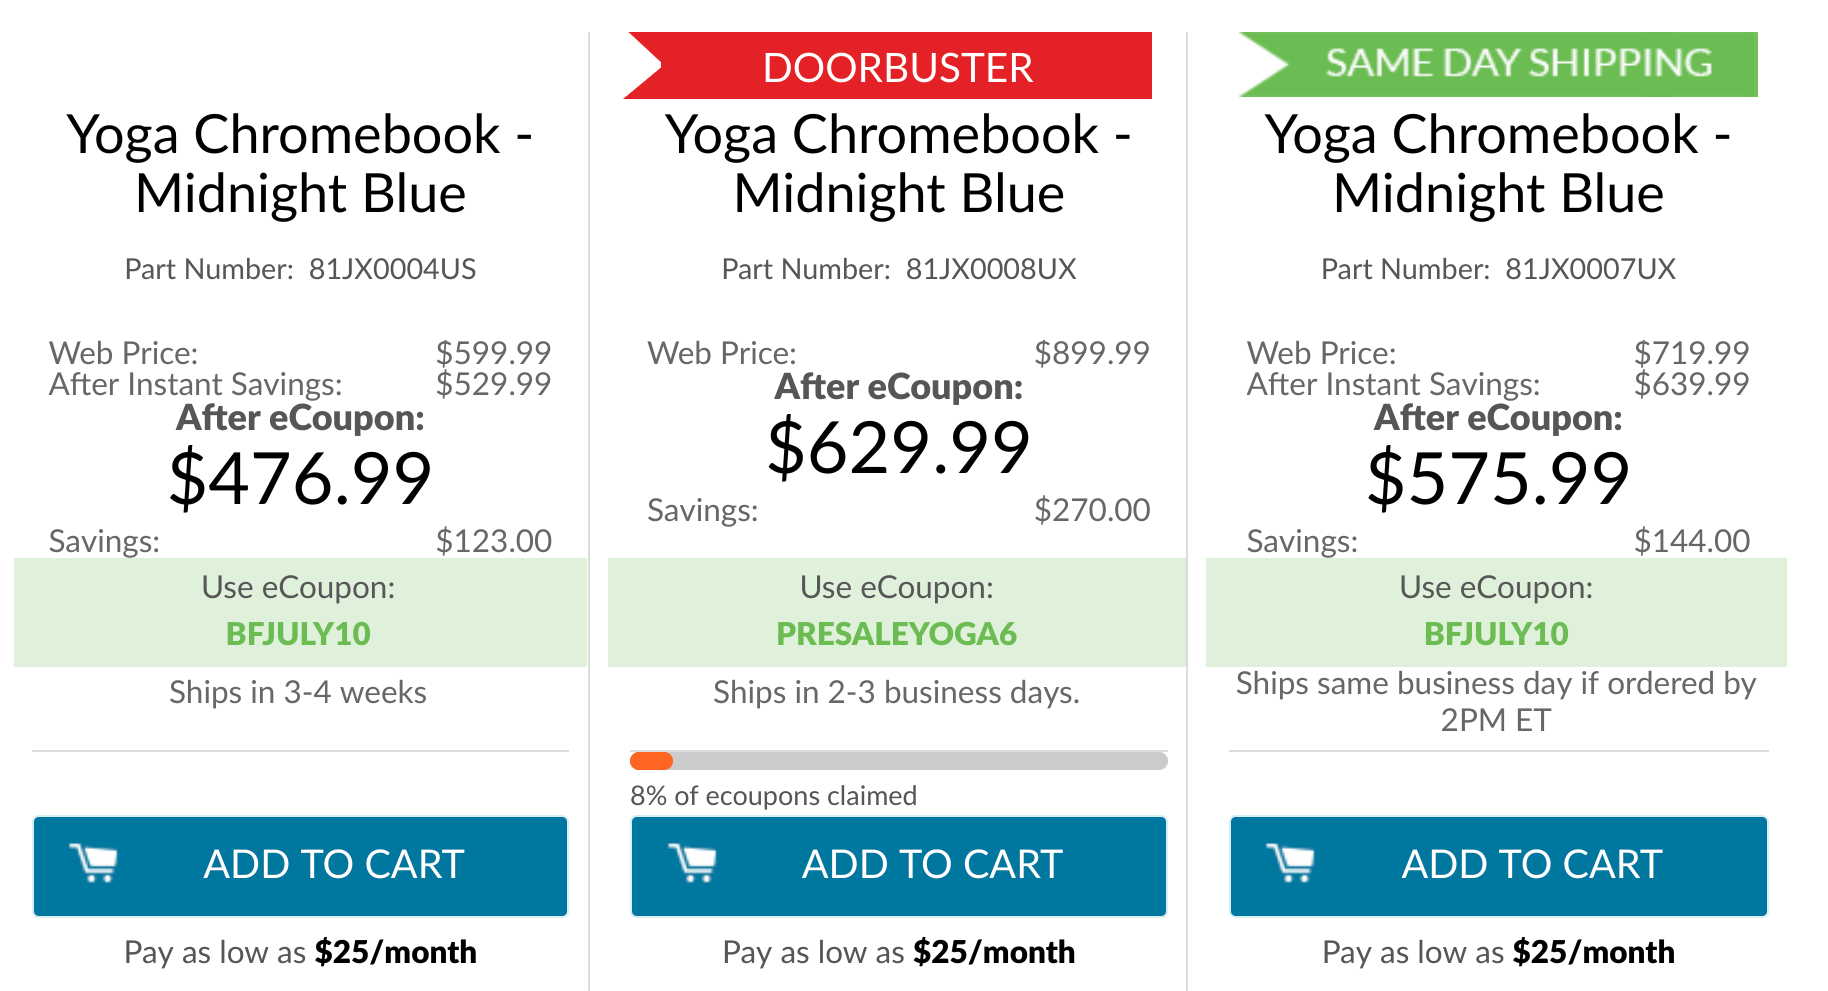 Yoga Chromebook -
Midnight Blue
Part Number: 81JX0004US
Web Price: $599.99
After Instant Savings: $529.99
After eCoupon:
$476.99
Savings: $123.00
Use eCoupon:
BFJULY10
Ships in 3-4 weeks
ADD TO CART
Pay as low as $25/month
DOORBUSTER
Yoga Chromebook -
Midnight Blue
Part Number: 81JX0008UX
Web Price: $899.99
After eCoupon:
$629.99
Savings: $270.00
Use eCoupon:
PRESALEYOGA6
Ships in 2-3 business days.
8% of ecoupons claimed
ADD TO CART
Pay as low as $25/month
SAME DAY SHIPPING
Yoga Chromebook -
Midnight Blue
Part Number: 81JX0007UX
Web Price: $719.99
After Instant Savings: $639.99
After eCoupon:
$575.99
Savings: $144.00
Use eCoupon:
BFJULY10
Ships same business day if ordered by
2PM ET
ADD TO CART
Pay as low as $25/month